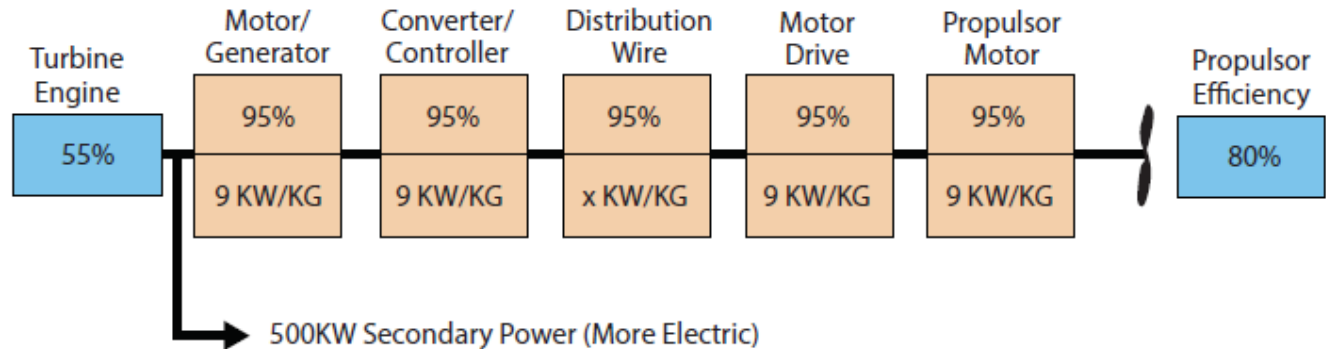 Turbine
Engine
55%
Motor/
Generator
95%
9 KW/KG
Converter/
Controller
95%
9 KW/KG
Distribution
Wire
95%
x KW/KG
Motor
Drive
95%
9 KW/KG
Propulsor
Motor
95%
9 KW/KG
Propulsor
Efficiency
80%
500KW Secondary Power (More Electric)